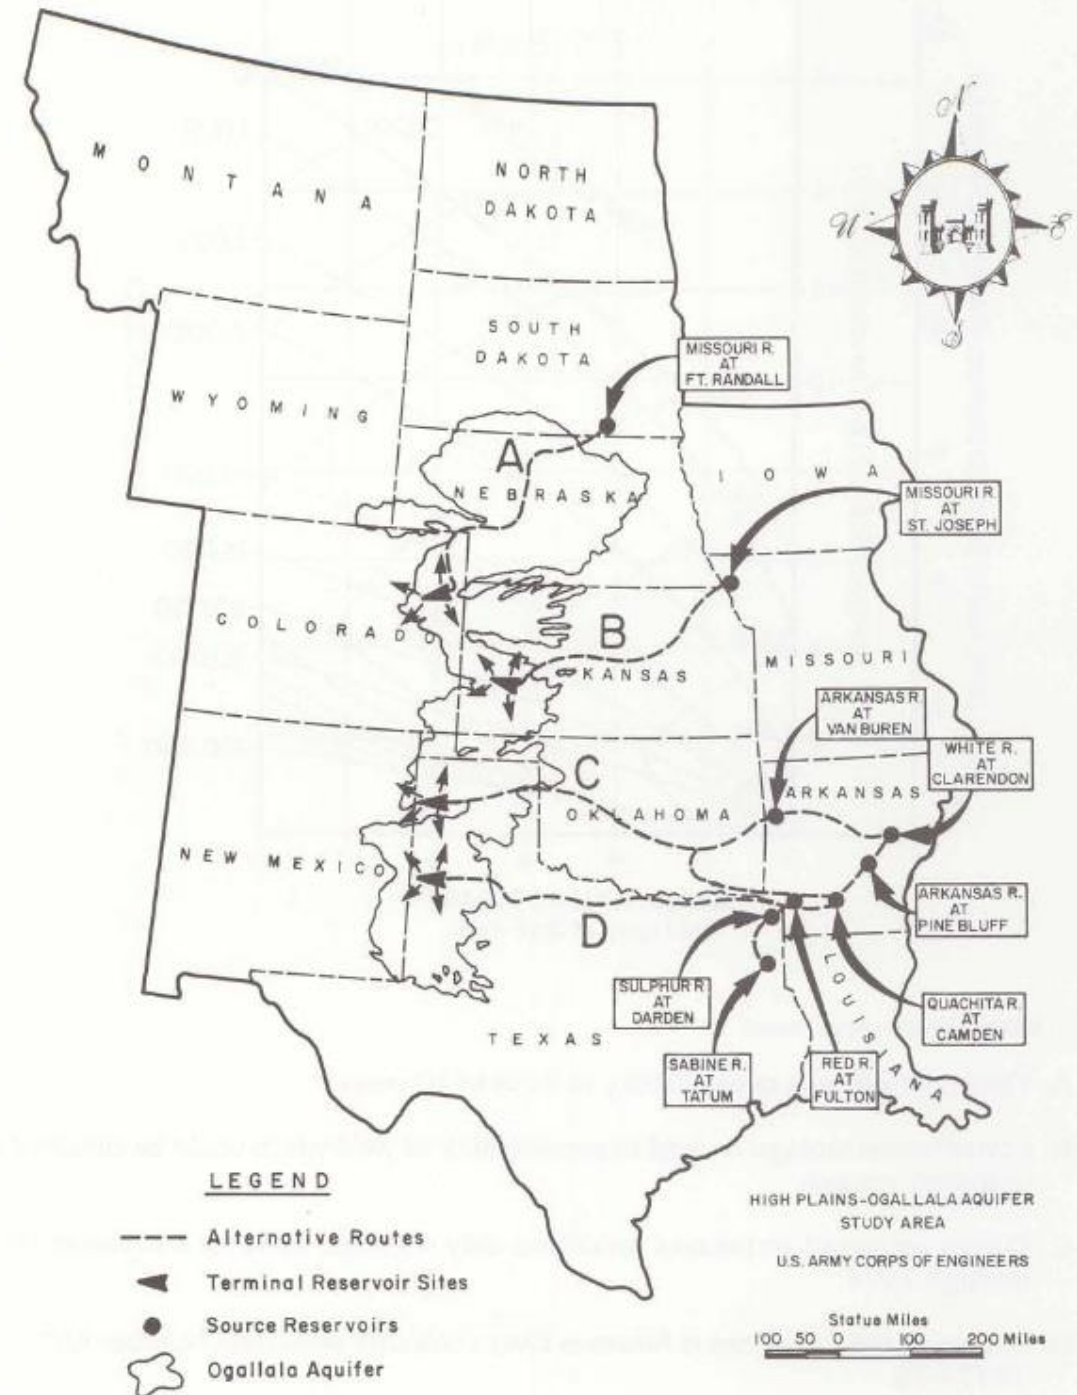 N
W
E
S
MONTANA
NORTH
DAKOTA
SOUTH
DAKOTA
MISSOURI R.
AT
FT. RANDALL
WYOMING
A
NEBRASKA
IOWA
MISSOURI R.
AT
ST. JOSEPH
COLORADO
B
KANSAS
MISSOURI
ARKANSAS R.
AT
VAN BUREN
WHITE R.
AT
CLARENDON
C
OKLAHOMA
ARKANSAS
NEW MEXICO
D
ARKANSAS R.
AT
PINE BLUFF
SULPHUR R
AT
DARDEN
LOUISIANA
QUACHITA R.
AT
CAMDEN
TEXAS
SABINE R.
AT
TATUM
RED R.
AT
FULTON
LEGEND
Alternative Routes
Terminal Reservoir Sites
Source Reservoirs
Ogallala Aquifer
HIGH PLAINS-OGALLALA AQUIFER
STUDY AREA
U.S. ARMY CORPS OF ENGINEERS
Statue Miles
100 50 0 100 200 Miles